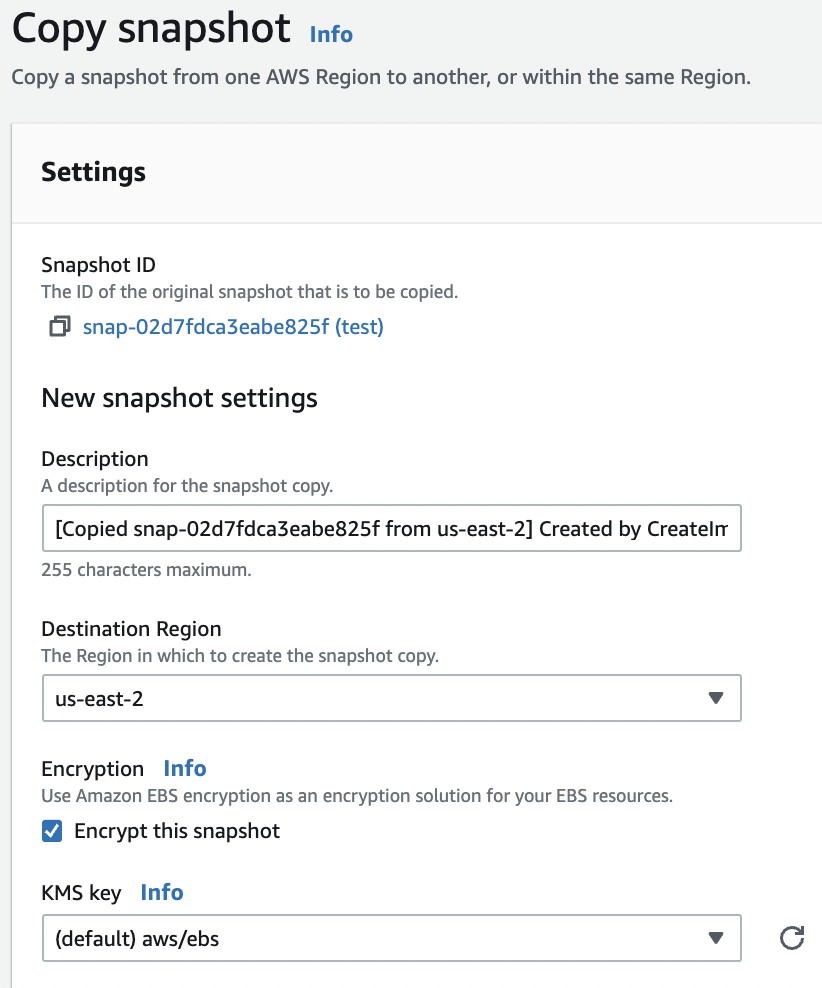 Copy snapshot Info
Copy a snapshot from one AWS Region to another, or within the same Region.
Settings
Snapshot ID
The ID of the original snapshot that is to be copied.
snap-02d7fdca3eabe825f (test)
New snapshot settings
Description
A description for the snapshot copy.
[Copied snap-02d7fdca3eabe825f from us-east-2] Created by CreateIm
255 characters maximum.
Destination Region
The Region in which to create the snapshot copy.
us-east-2
Encryption Info
Use Amazon EBS encryption as an encryption solution for your EBS resources.
Encrypt this snapshot
KMS key Info
(default) aws/ebs